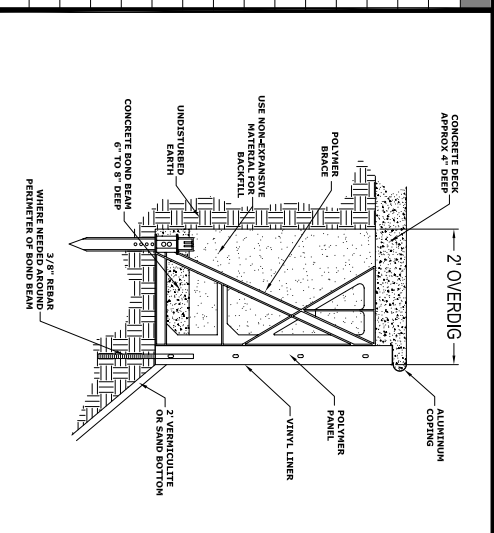 CONCRETE DECK
APPROX 4" DEEP
2' OVERDIG
ALUMINUM
COPING
POLYMER
BRACE
USE NON-EXPANSIVE
MATERIAL FOR
BACKFILL
UNDISTURBED
EARTH
CONCRETE BOND BEAM
6" TO 8" DEEP
POLYMER
PANEL
VINYL LINER
2' VERMICULITE
OR SAND BOTTOM
3/8" REBAR
WHERE NEEDED AROUND
PERIMETER OF BOND BEAM